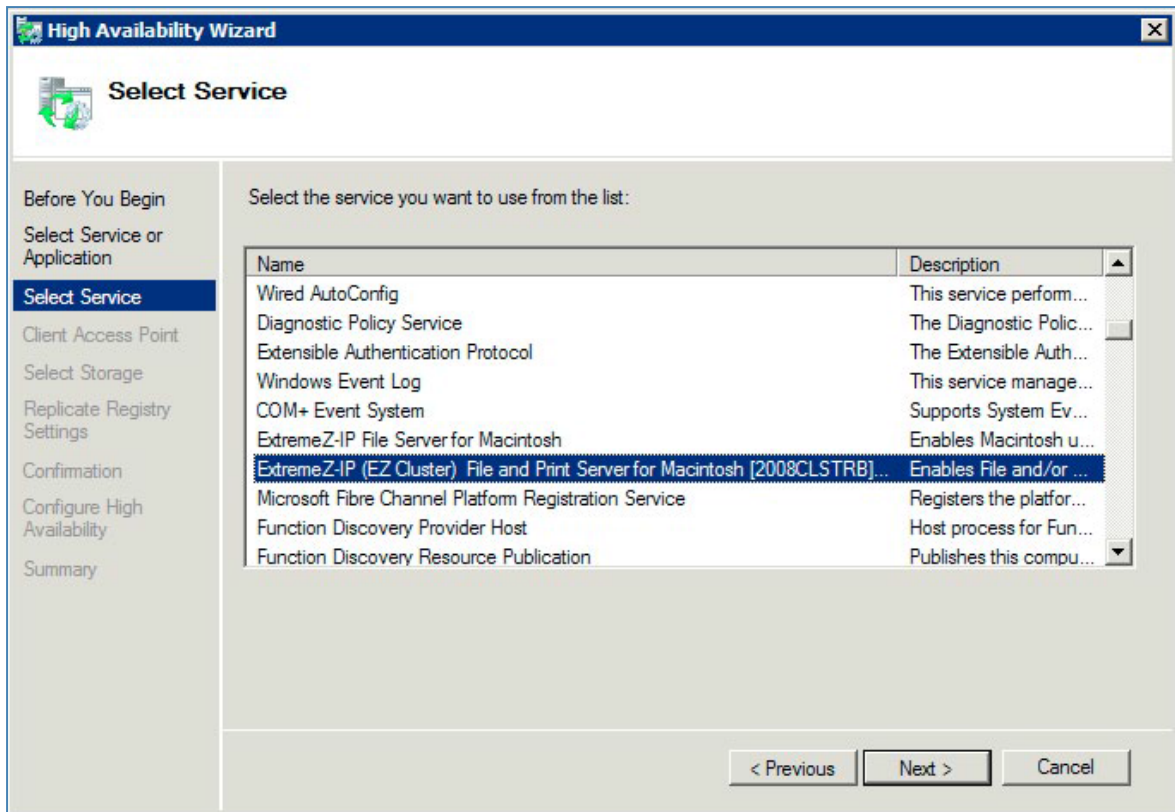 High Availability Wizard
Select Service
Before You Begin
Select Service or
Application
Select Service
Client Access Point
Select Storage
Replicate Registry
Settings
Confirmation
Configure High
Availability
Summary
Select the service you want to use from the list:
Name Description
Wired AutoConfig This service perform...
Diagnostic Policy Service The Diagnostic Polic...
Extensible Authentication Protocol The Extensible Auth...
Windows Event Log This service manage...
COM+ Event System Supports System Ev...
ExtremeZ-IP File Server for Macintosh Enables Macintosh u...
ExtremeZ-IP (EZ Cluster) File and Print Server for Macintosh [2008CLSTRB]... Enables File and/or ...
Microsoft Fibre Channel Platform Registration Service Registers the platfor...
Function Discovery Provider Host Host process for Fun...
Function Discovery Resource Publication Publishes this compu...
< Previous Next > Cancel